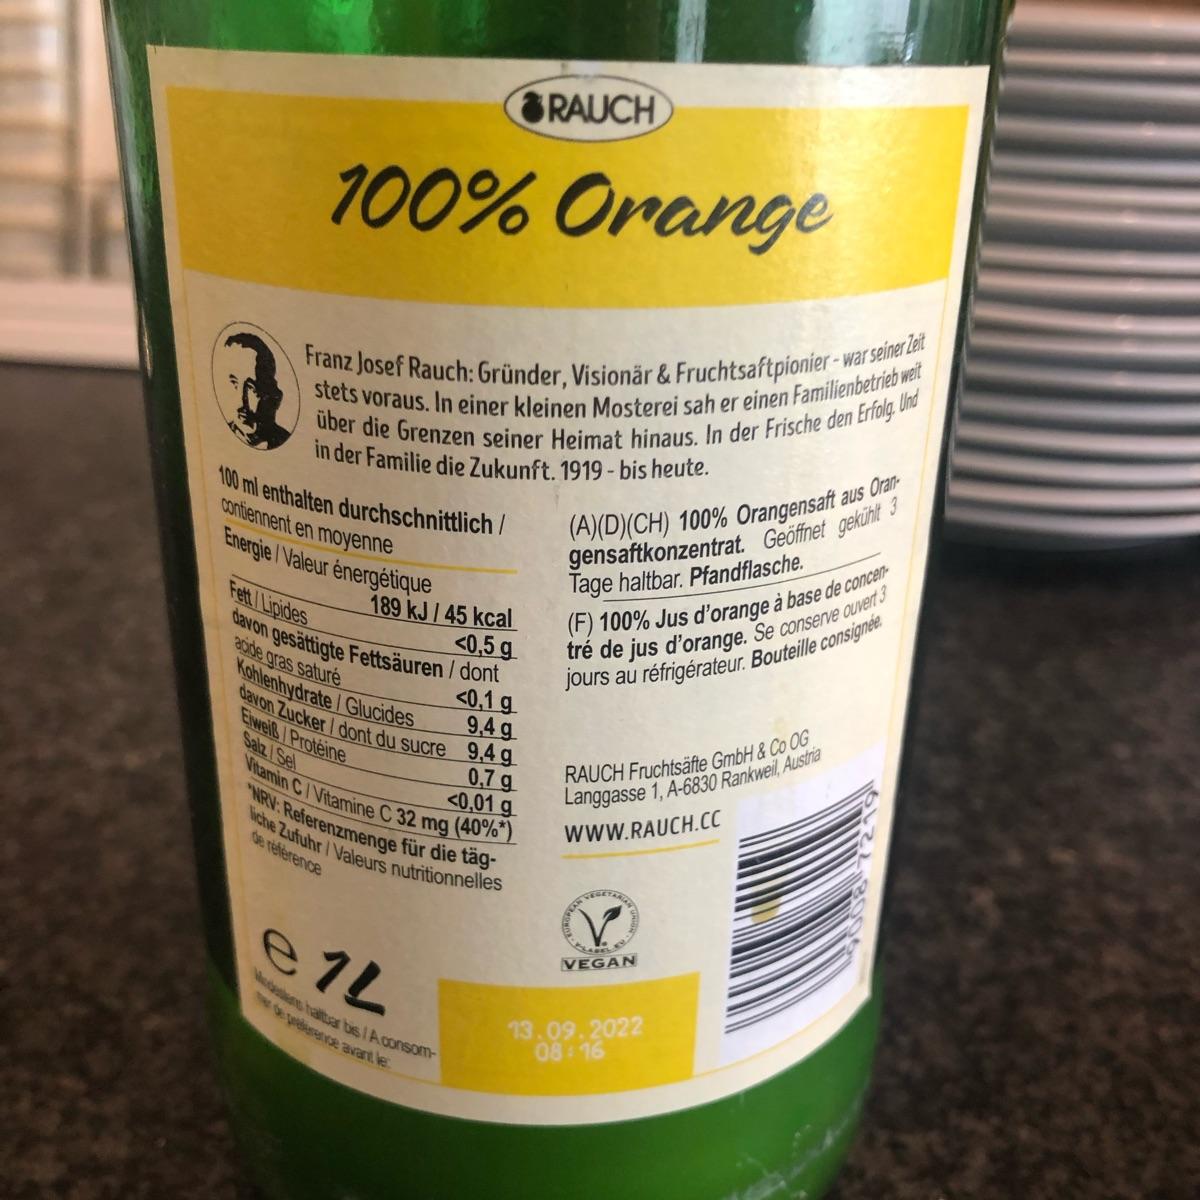 RAUCH
100% Orange
Franz Josef Rauch: Gründer, Visionär & Fruchtsaftpionier - war seiner Zeit
stets voraus. In einer kleinen Mosterei sah er einen Familienbetrieb weit
über die Grenzen seiner Heimat hinaus. In der Frische den Erfolg. Und
in der Familie die Zukunft. 1919 - bis heute.
100 ml enthalten durchschnittlich /
contiennent en moyenne
Energie / Valeur énergétique
189 kJ / 45 kcal
Fett / Lipides <0,5 g
davon gesättigte Fettsäuren / dont
acide gras saturé <0,1 g
Kohlenhydrate / Glucides 9,4 g
davon Zucker / dont du sucre 9,4 g
Eiweiß / Protéine 0,7 g
Salz / Sel <0,01 g
Vitamin C / Vitamine C 32 mg (40%*)
*NRV: Referenzmenge für die täg-
liche Zufuhr / Valeurs nutritionnelles
de référence
(A)(D)(CH) 100% Orangensaft aus Oran-
gensaftkonzentrat. Geöffnet gekühlt 3
Tage haltbar. Pfandflasche.
(F) 100% Jus d'orange à base de concen-
tré de jus d'orange. Se conserve ouvert 3
jours au réfrigérateur. Bouteille consignée.
RAUCH Fruchtsäfte GmbH & Co OG
Langgasse 1, A-6830 Rankweil, Austria
WWW.RAUCH.CC
EUROPEAN VEGETARIAN UNION
V-LABEL.EU
VEGAN
9008 7219
e 1L
Mindestens haltbar bis / A consom-
mer de préférence avant le:
13.09.2022
08:16